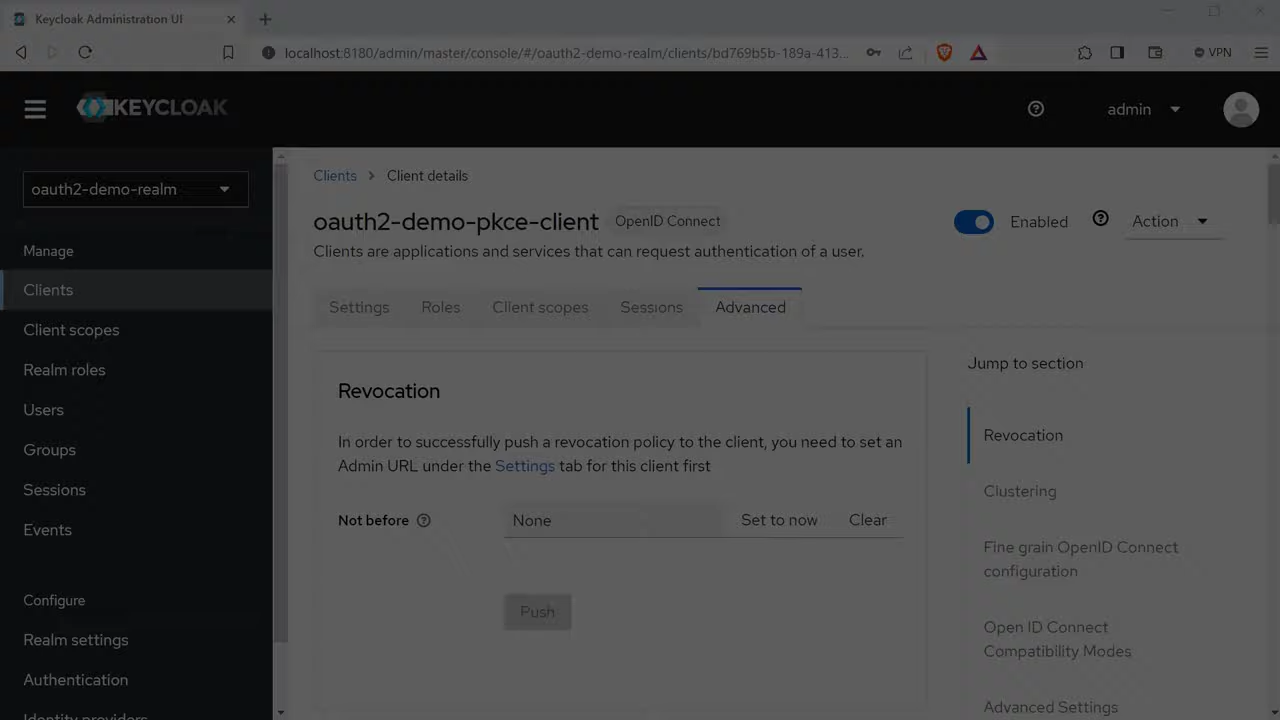 Keycloak Administration UI
localhost:8180/admin/master/console/#/oauth2-demo-realm/clients/bd769b5b-189a-413...
VPN
KEYCLOAK
admin
oauth2-demo-realm
Manage
Clients
Client scopes
Realm roles
Users
Groups
Sessions
Events
Configure
Realm settings
Authentication
Identity providers
Clients
Client details
oauth2-demo-pkce-client
OpenID Connect
Enabled
Action
Clients are applications and services that can request authentication of a user.
Settings
Roles
Client scopes
Sessions
Advanced
Revocation
In order to successfully push a revocation policy to the client, you need to set an
Admin URL under the Settings tab for this client first
Not before
None
Set to now
Clear
Push
Jump to section
Revocation
Clustering
Fine grain OpenID Connect
configuration
Open ID Connect
Compatibility Modes
Advanced Settings